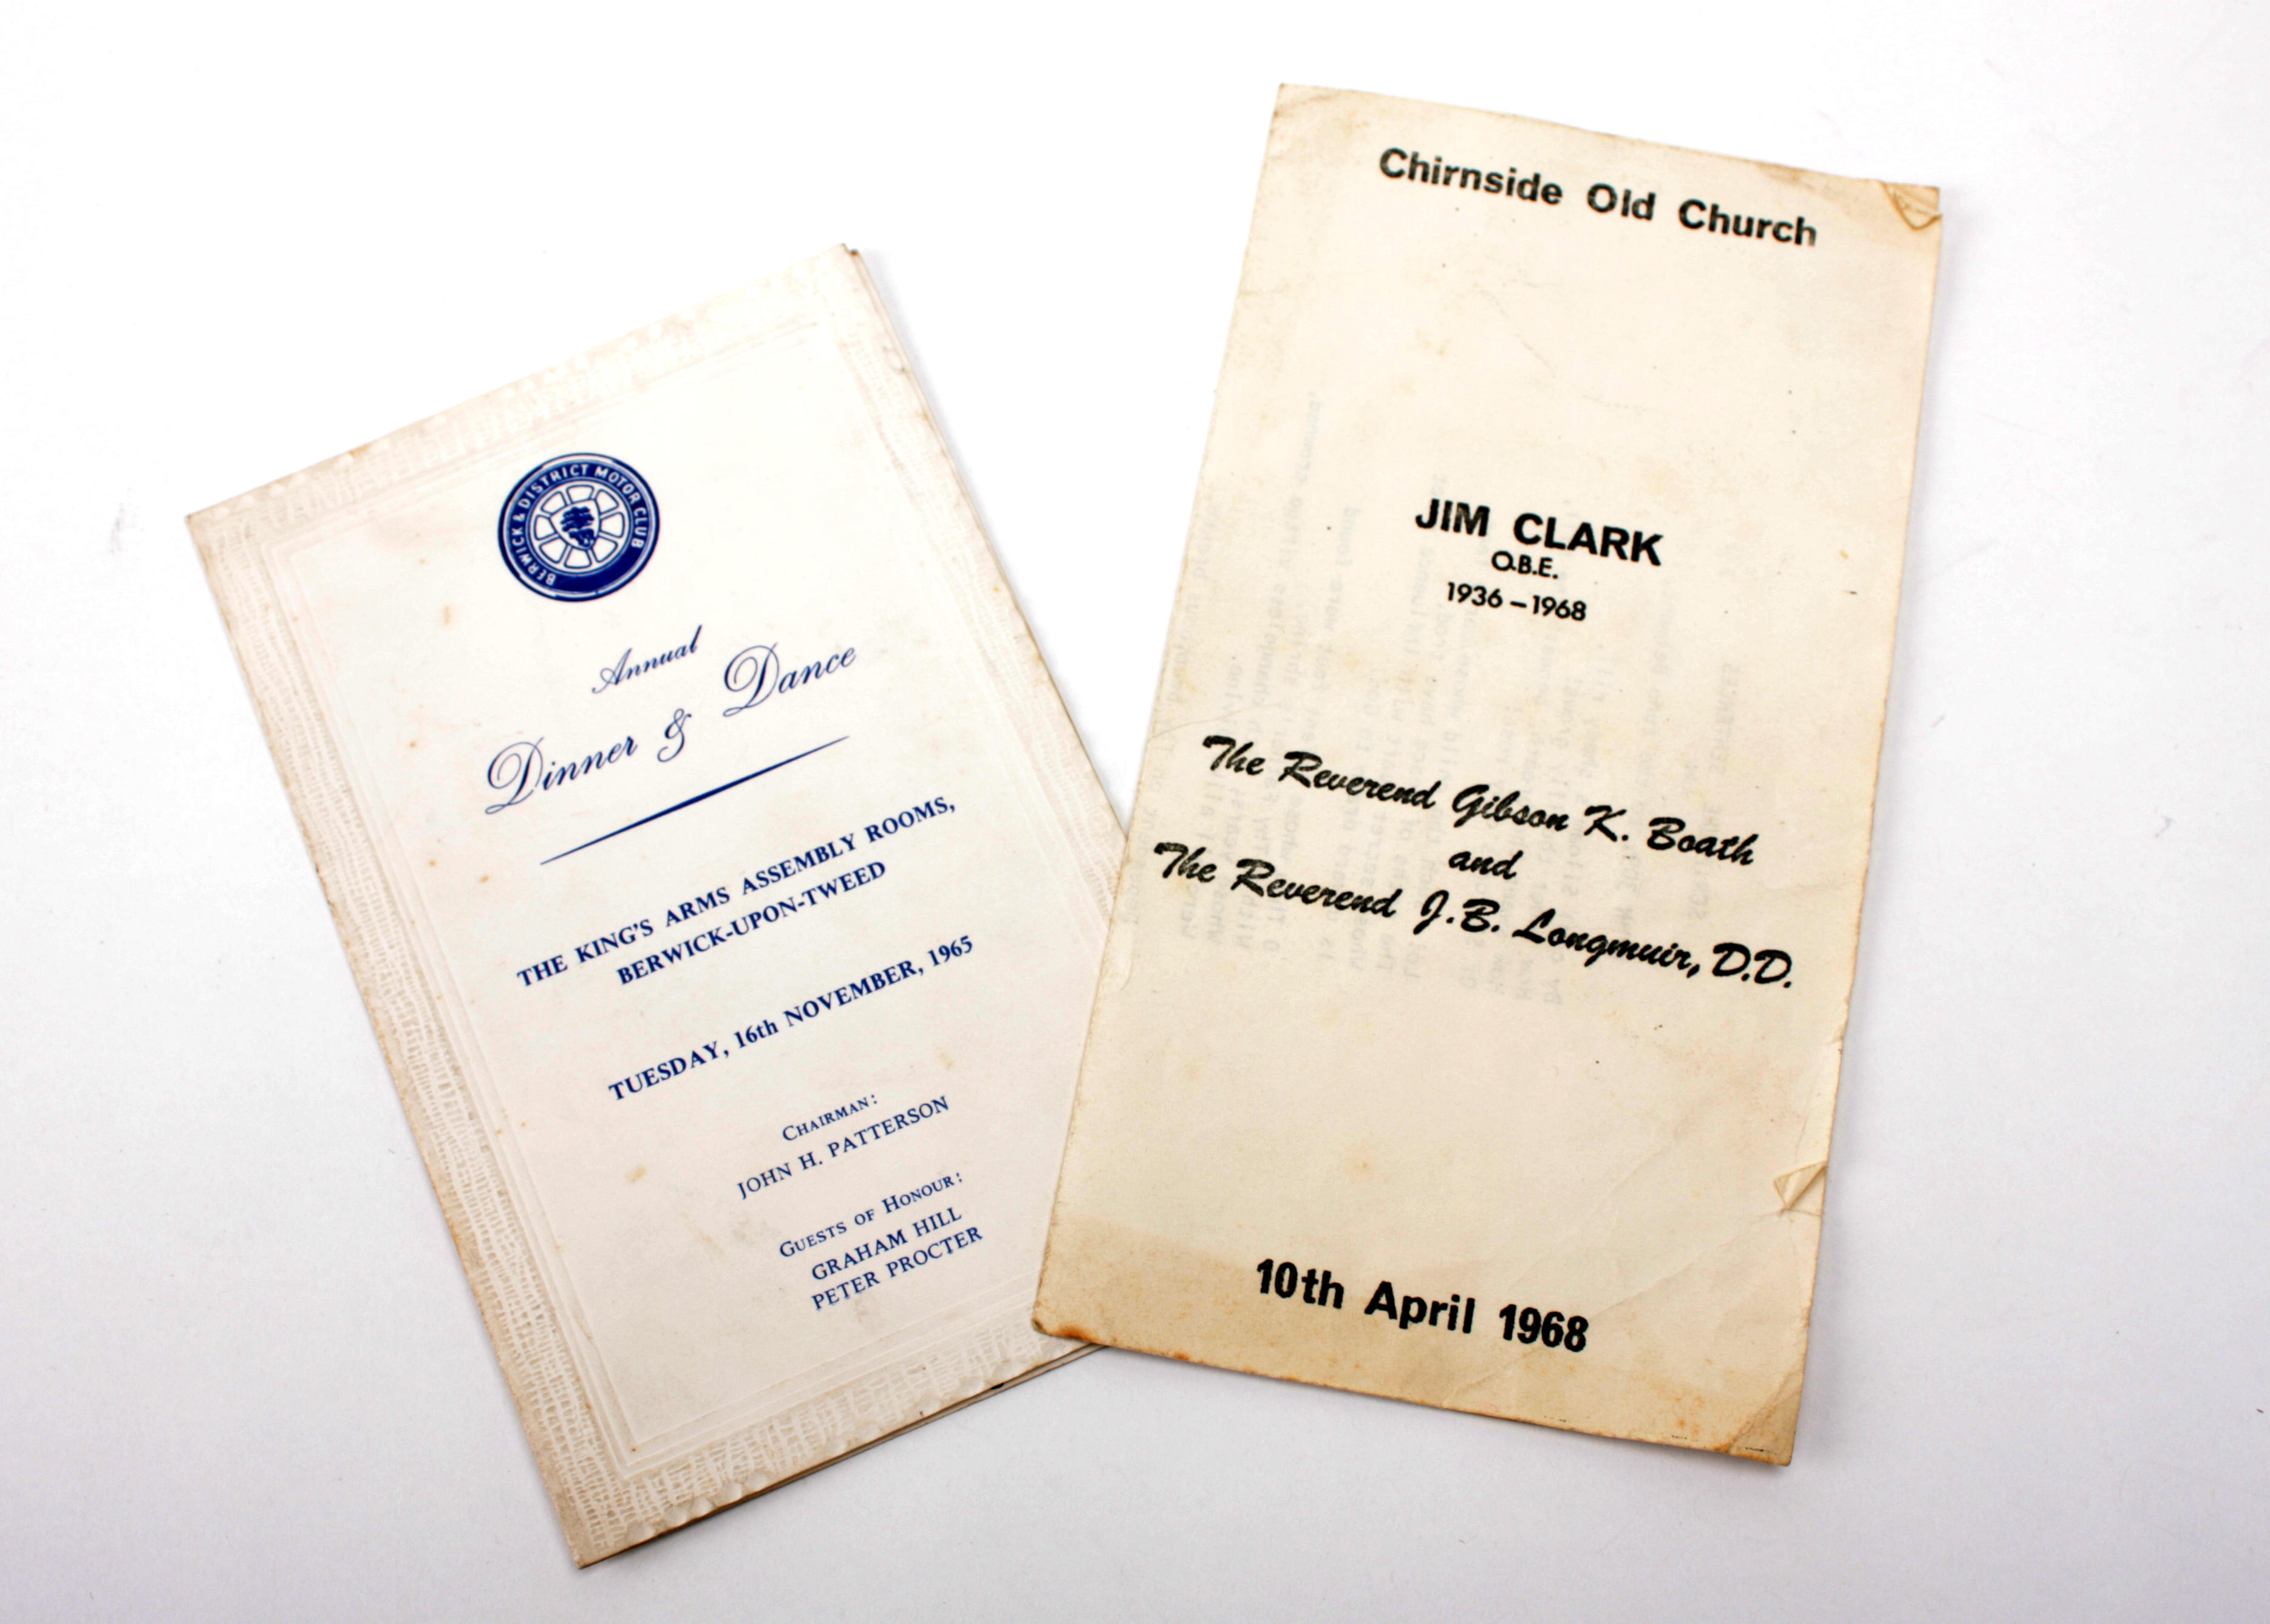 BERWICK & DISTRICT MOTOR CLUB
Annual
Dinner & Dance
THE KING'S ARMS ASSEMBLY ROOMS,
BERWICK-UPON-TWEED
TUESDAY, 16th NOVEMBER, 1965
CHAIRMAN:
JOHN H. PATTERSON
GUESTS OF HONOUR:
GRAHAM HILL
PETER PROCTER
Chirnside Old Church
JIM CLARK
O.B.E.
1936 – 1968
The Reverend Gibson K. Boath
and
The Reverend J.B. Longmuir, D.D.
10th April 1968